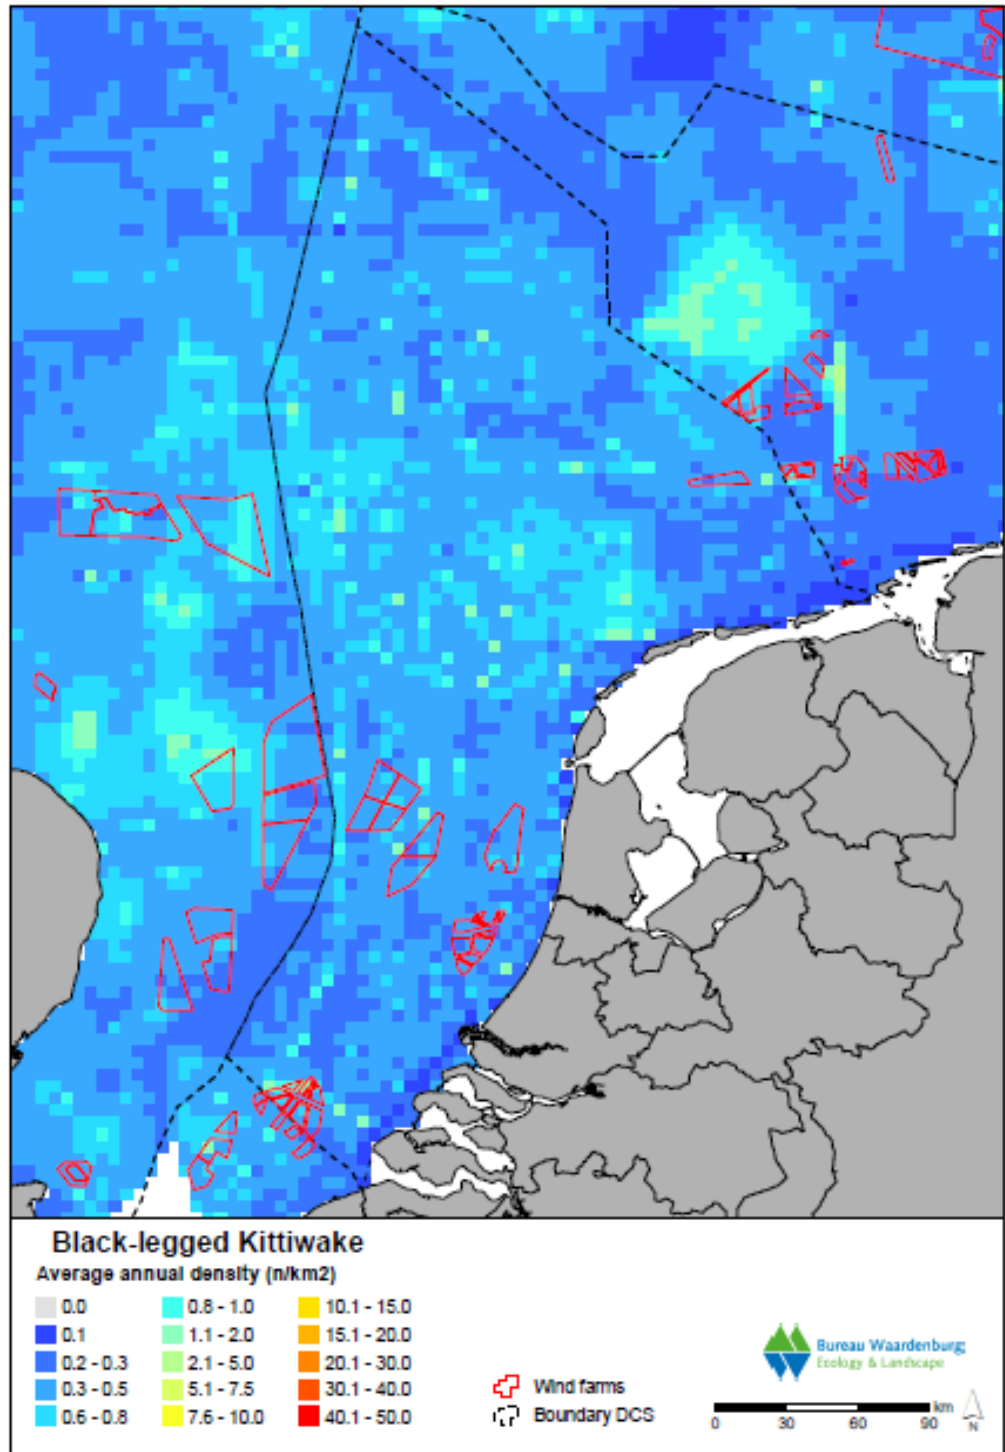 Black-legged Kittiwake
Average annual density (n/km2)
0.0
0.1
0.2 - 0.3
0.3 - 0.5
0.6 - 0.8
0.8 - 1.0
1.1 - 2.0
2.1 - 5.0
5.1 - 7.5
7.6 - 10.0
10.1 - 15.0
15.1 - 20.0
20.1 - 30.0
30.1 - 40.0
40.1 - 50.0
Wind farms
Boundary DCS
Bureau Waardenburg
Ecology & Landscape
km
0 30 60 90
N